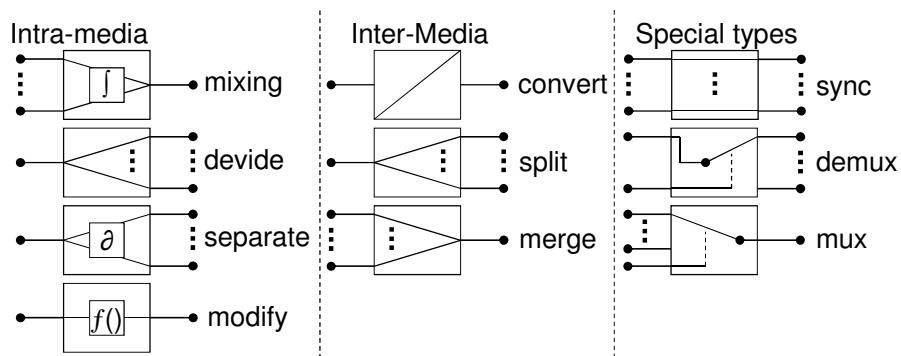 Intra-media
∫ mixing
devide
∂ separate
f() modify
Inter-Media
convert
split
merge
Special types
sync
demux
mux